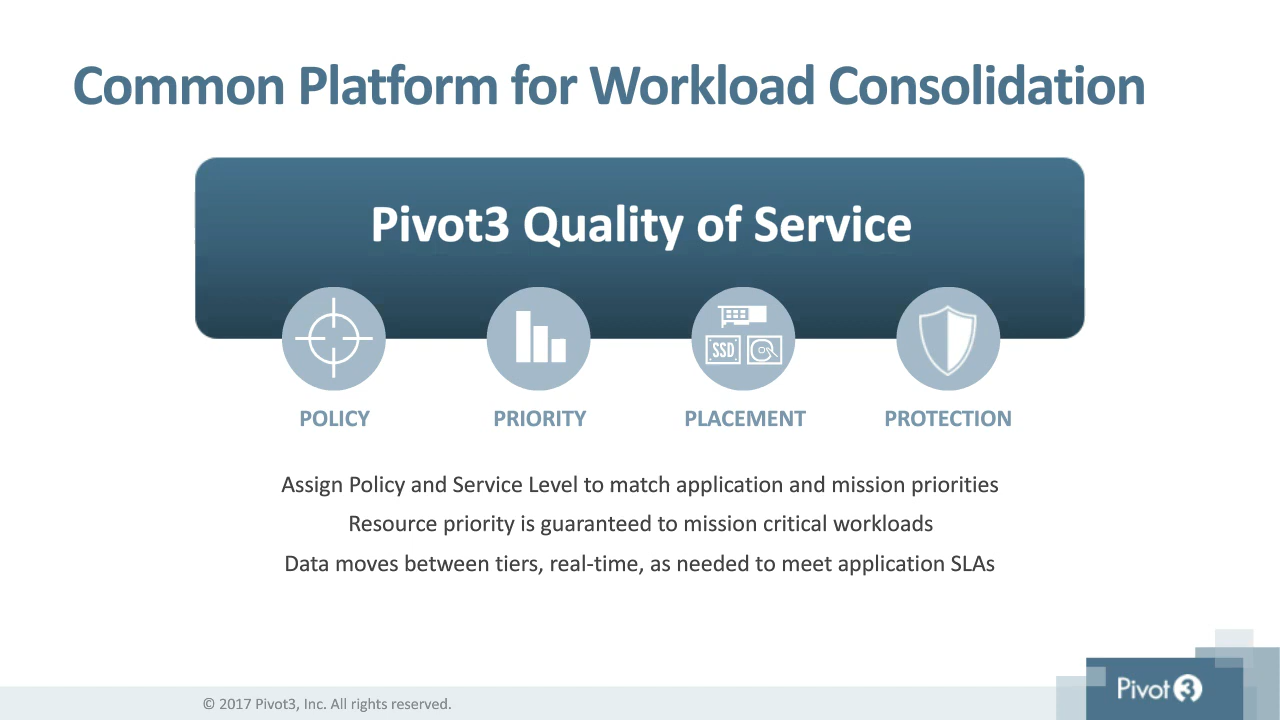 Common Platform for Workload Consolidation
Pivot3 Quality of Service
SSD
POLICY
PRIORITY
PLACEMENT
PROTECTION
Assign Policy and Service Level to match application and mission priorities
Resource priority is guaranteed to mission critical workloads
Data moves between tiers, real-time, as needed to meet application SLAs
© 2017 Pivot3, Inc. All rights reserved.
Pivot3